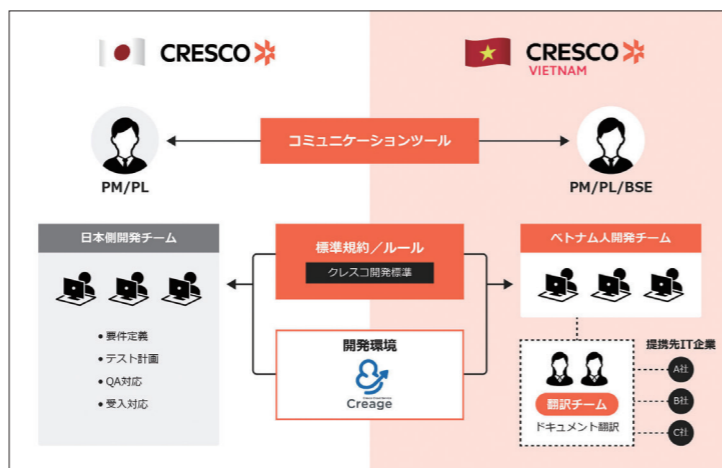 CRESCO
CRESCO
VIETNAM
コミュニケーションツール
PM/PL
PM/PL/BSE
日本側開発チーム
標準規約／ルール
クレスコ開発標準
ベトナム人開発チーム
• 要件定義
• テスト計画
• QA対応
• 受入対応
開発環境
Creage
提携先IT企業
A社
B社
C社
翻訳チーム
ドキュメント翻訳